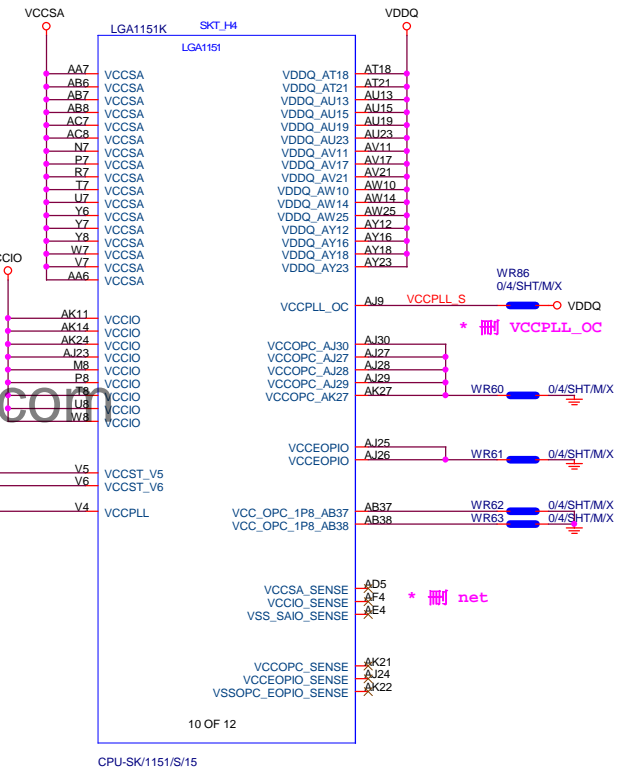 VCCSA VDDQ
LGA1151K SKT_H4
LGA1151
AA7 VCCSA VDDQ_AT18 AT18
AB6 VCCSA VDDQ_AT21 AT21
AB7 VCCSA VDDQ_AU13 AU13
AB8 VCCSA VDDQ_AU15 AU15
AC7 VCCSA VDDQ_AU19 AU19
AC8 VCCSA VDDQ_AU23 AU23
N7 VCCSA VDDQ_AV11 AV11
P7 VCCSA VDDQ_AV17 AV17
R7 VCCSA VDDQ_AV21 AV21
T7 VCCSA VDDQ_AW10 AW10
U7 VCCSA VDDQ_AW14 AW14
Y6 VCCSA VDDQ_AW25 AW25
Y7 VCCSA VDDQ_AY12 AY12
Y8 VCCSA VDDQ_AY16 AY16
W7 VCCSA VDDQ_AY18 AY18
V7 VCCSA VDDQ_AY23 AY23
AA6 VCCSA
CCIO
WR86
0/4/SHT/M/X
VCCPLL_OC AJ9 VCCPLL_S VDDQ
* 刪 VCCPLL_OC
AK11 VCCIO
AK14 VCCIO
AK24 VCCIO VCCOPC_AJ30 AJ30
AJ23 VCCIO VCCOPC_AJ27 AJ27
M8 VCCIO VCCOPC_AJ28 AJ28
P8 VCCIO VCCOPC_AJ29 AJ29
T8 VCCIO VCCOPC_AK27 AK27 WR60 0/4/SHT/M/X
U8 VCCIO
W8 VCCIO
com
VCCEOPIO AJ25
VCCEOPIO AJ26 WR61 0/4/SHT/M/X
V5 VCCST_V5
V6 VCCST_V6
V4 VCCPLL VCC_OPC_1P8_AB37 AB37 WR62 0/4/SHT/M/X
VCC_OPC_1P8_AB38 AB38 WR63 0/4/SHT/M/X
VCCSA_SENSE AD5
VCCIO_SENSE AF4 * 刪 net
VSS_SAIO_SENSE AE4
VCCOPC_SENSE AK21
VCCEOPIO_SENSE AJ24
VSSOPC_EOPIO_SENSE AK22
10 OF 12
CPU-SK/1151/S/15